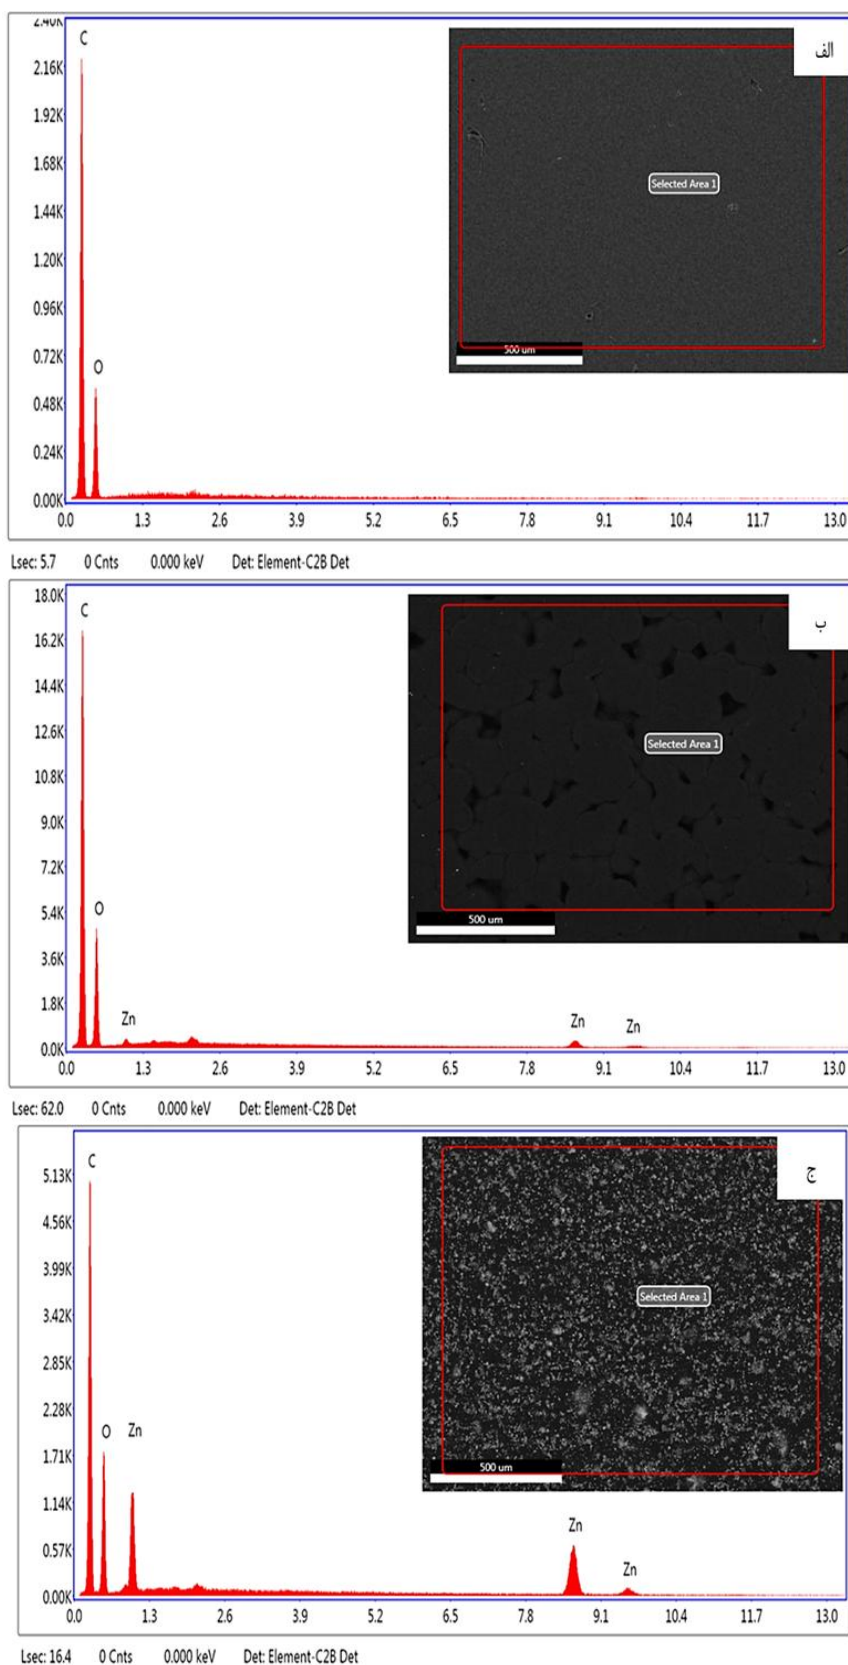 2.40K
C
الف
2.16K
1.92K
1.68K
Selected Area 1
1.44K
1.20K
0.96K
0.72K
500 um
O
0.48K
0.24K
0.00K
0.0 1.3 2.6 3.9 5.2 6.5 7.8 9.1 10.4 11.7 13.0
Lsec: 5.7 0 Cnts 0.000 keV Det: Element-C2B Det
18.0K
C
ب
16.2K
14.4K
Selected Area 1
12.6K
10.8K
9.0K
7.2K
500 um
5.4K
O
3.6K
1.8K
Zn Zn Zn
0.0K
0.0 1.3 2.6 3.9 5.2 6.5 7.8 9.1 10.4 11.7 13.0
Lsec: 62.0 0 Cnts 0.000 keV Det: Element-C2B Det
C
ج
5.13K
4.56K
3.99K
Selected Area 1
3.42K
2.85K
2.28K
O Zn
500 um
1.71K
1.14K
Zn
0.57K
Zn
0.00K
0.0 1.3 2.6 3.9 5.2 6.5 7.8 9.1 10.4 11.7 13.0
Lsec: 16.4 0 Cnts 0.000 keV Det: Element-C2B Det